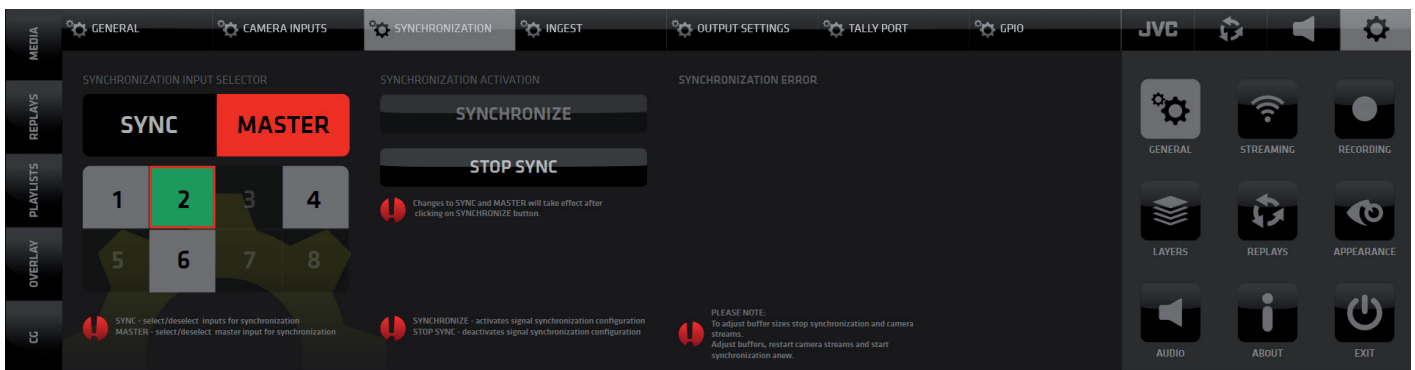 MEDIA
REPLAYS
PLAYLISTS
OVERLAY
CG
GENERAL
CAMERA INPUTS
SYNCHRONIZATION
INGEST
OUTPUT SETTINGS
TALLY PORT
GPIO
JVC
SYNCHRONIZATION INPUT SELECTOR
SYNC
MASTER
1
2
3
4
5
6
7
8
SYNC - select/deselect inputs for synchronization
MASTER - select/deselect master input for synchronization
SYNCHRONIZATION ACTIVATION
SYNCHRONIZE
STOP SYNC
Changes to SYNC and MASTER will take effect after
clicking on SYNCHRONIZE button.
SYNCHRONIZE - activates signal synchronization configuration
STOP SYNC - deactivates signal synchronization configuration
SYNCHRONIZATION ERROR
PLEASE NOTE:
To adjust buffer sizes stop synchronization and camera
streams.
Adjust buffers, restart camera streams and start
synchronization anew.
GENERAL
STREAMING
RECORDING
LAYERS
REPLAYS
APPEARANCE
AUDIO
ABOUT
EXIT